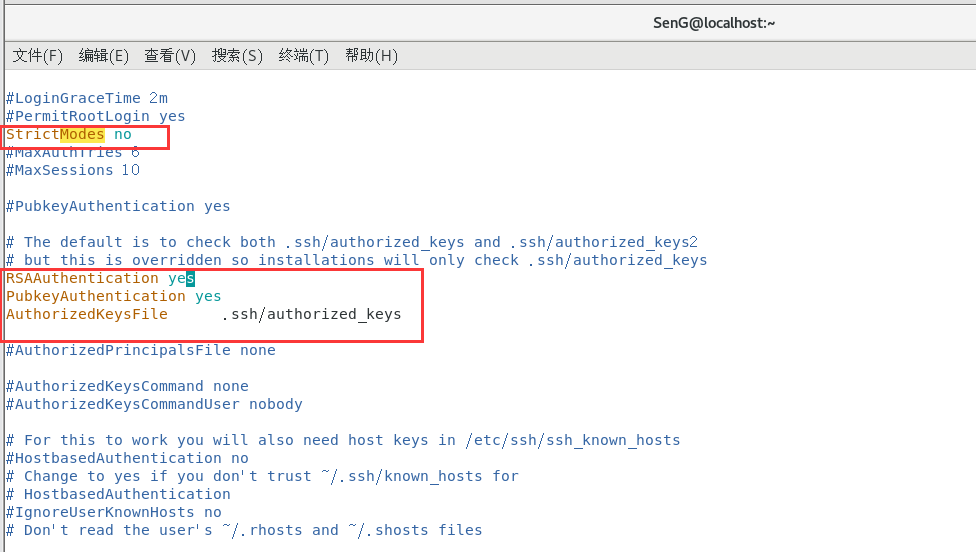 SenG@localhost:~
文件(F) 编辑(E) 查看(V) 搜索(S) 终端(T) 帮助(H)
#LoginGraceTime 2m
#PermitRootLogin yes
StrictModes no
#MaxAuthTries 6
#MaxSessions 10
#PubkeyAuthentication yes
# The default is to check both .ssh/authorized_keys and .ssh/authorized_keys2
# but this is overridden so installations will only check .ssh/authorized_keys
RSAAuthentication yes
PubkeyAuthentication yes
AuthorizedKeysFile      .ssh/authorized_keys
#AuthorizedPrincipalsFile none
#AuthorizedKeysCommand none
#AuthorizedKeysCommandUser nobody
# For this to work you will also need host keys in /etc/ssh/ssh_known_hosts
#HostbasedAuthentication no
# Change to yes if you don't trust ~/.ssh/known_hosts for
# HostbasedAuthentication
#IgnoreUserKnownHosts no
# Don't read the user's ~/.rhosts and ~/.shosts files